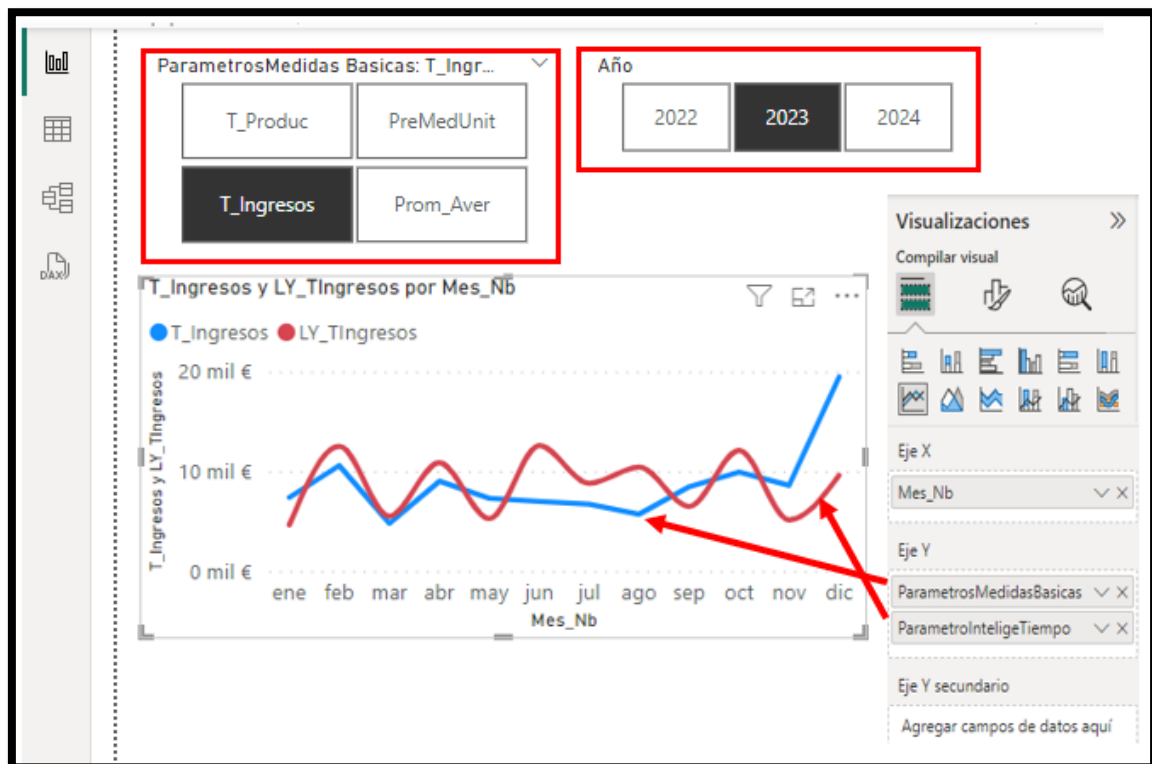 ParametrosMedidas Basicas: T_Ingr...
T_Produc
PreMedUnit
T_Ingresos
Prom_Aver
Año
2022
2023
2024
DAX
T_Ingresos y LY_TIngresos por Mes_Nb
T_Ingresos
LY_TIngresos
T_Ingresos y LY_TIngresos
20 mil €
10 mil €
0 mil €
ene feb mar abr may jun jul ago sep oct nov dic
Mes_Nb
Visualizaciones
Compilar visual
Eje X
Mes_Nb
Eje Y
ParametrosMedidasBasicas
ParametroInteligeTiempo
Eje Y secundario
Agregar campos de datos aquí